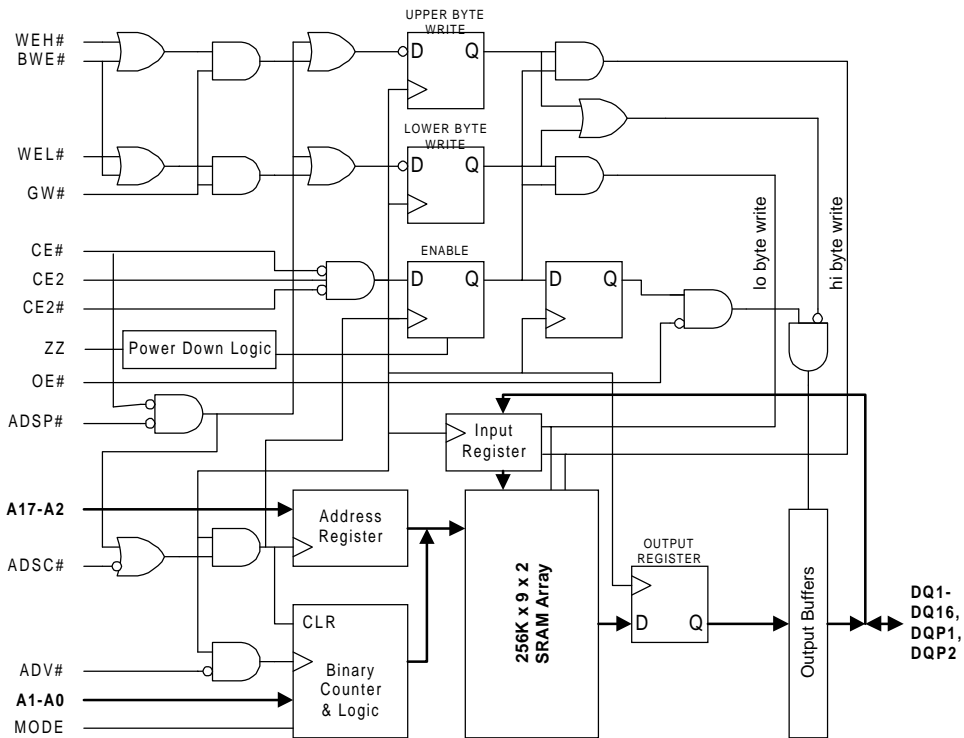 UPPER BYTE
WRITE
WEH#
BWE#
D Q
LOWER BYTE
WRITE
WEL#
D Q
GW#
lo byte write
hi byte write
CE#
ENABLE
CE2
D Q
D Q
CE2#
ZZ
Power Down Logic
OE#
ADSP#
Input
Register
A17-A2
Address
Register
ADSC#
OUTPUT
REGISTER
256K x 9 x 2
SRAM Array
D Q
Output Buffers
DQ1-
DQ16,
DQP1,
DQP2
CLR
ADV#
Binary
Counter
& Logic
A1-A0
MODE